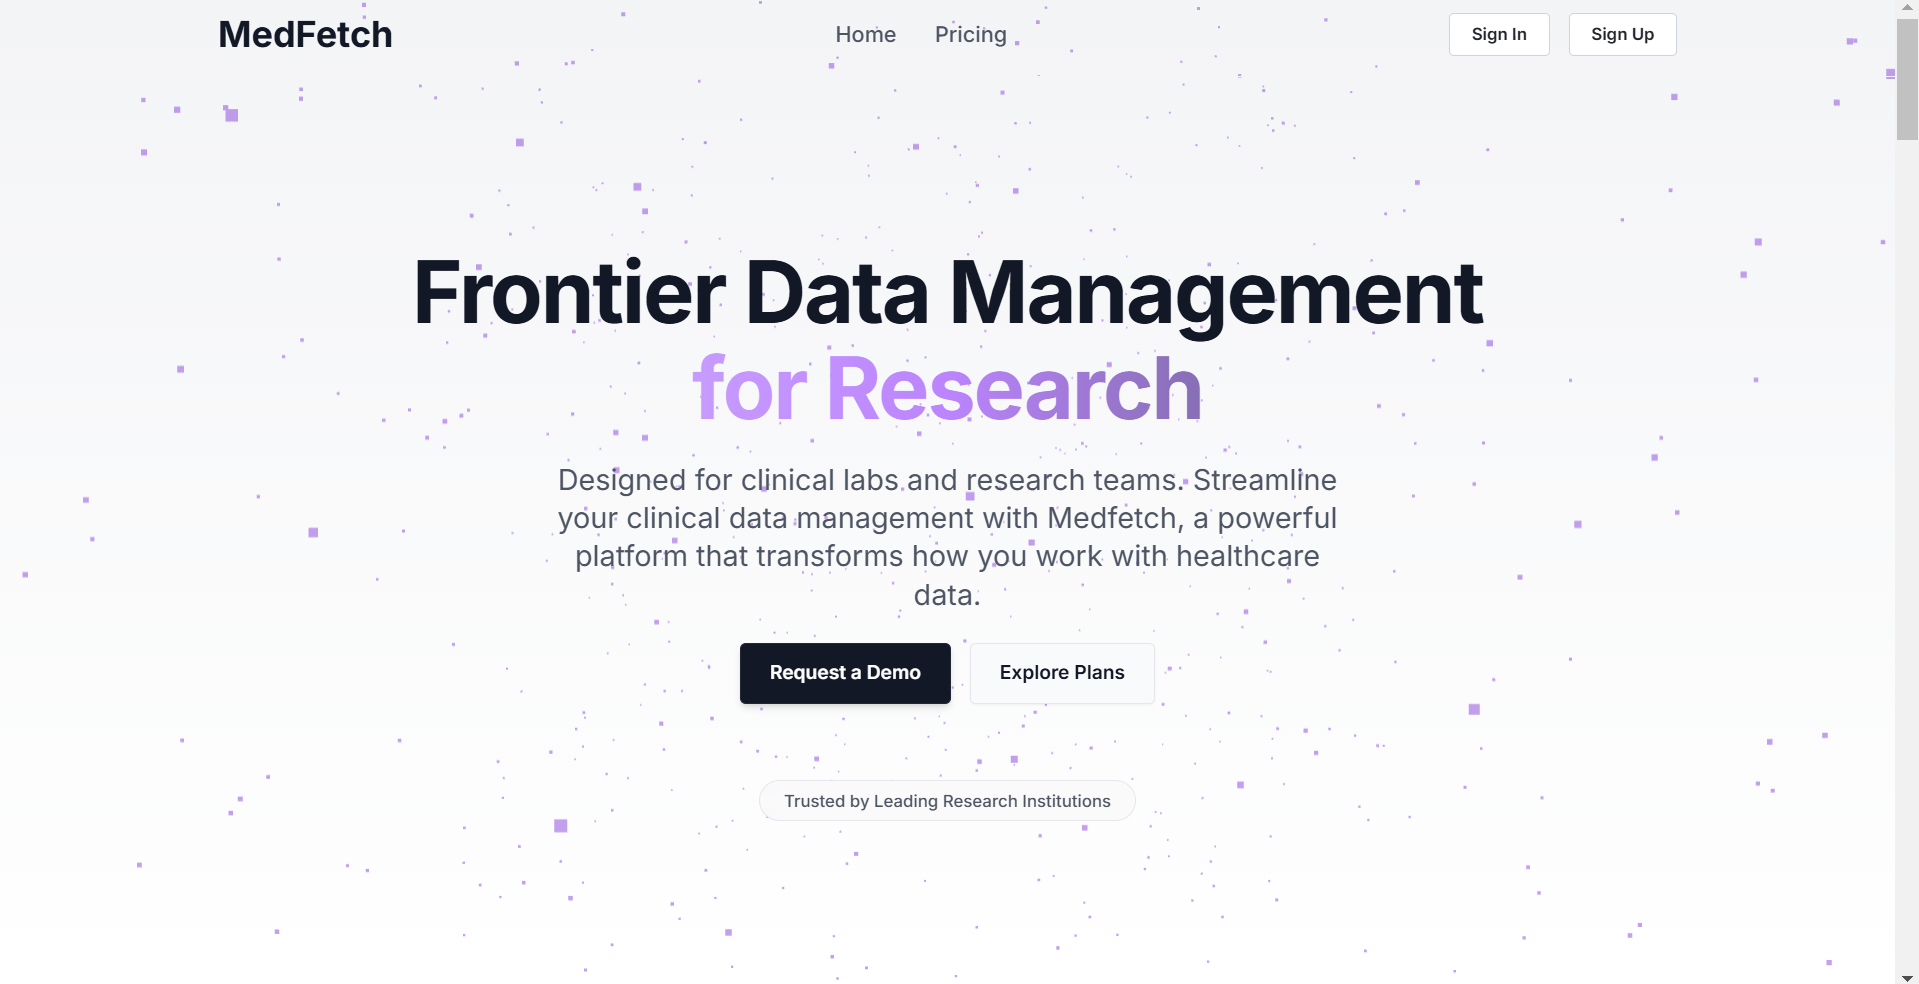 MedFetch
Home
Pricing
Sign In
Sign Up
Frontier Data Management
for Research
Designed for clinical labs and research teams. Streamline
your clinical data management with Medfetch, a powerful
platform that transforms how you work with healthcare
data.
Request a Demo
Explore Plans
Trusted by Leading Research Institutions